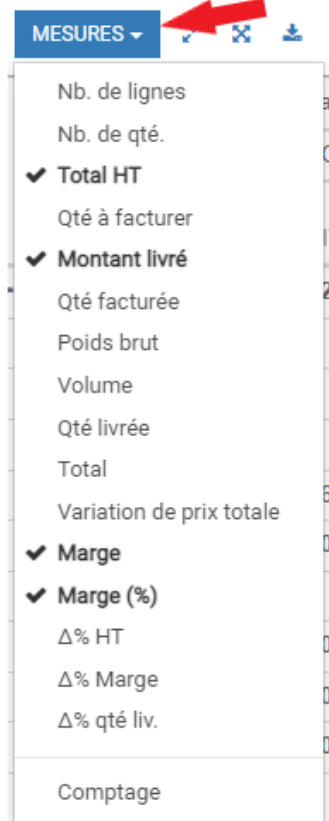 MESURES
Nb. de lignes
Nb. de qté.
Total HT
Qté à facturer
Montant livré
Qté facturée
Poids brut
Volume
Qté livrée
Total
Variation de prix totale
Marge
Marge (%)
Δ% HT
Δ% Marge
Δ% qté liv.
Comptage